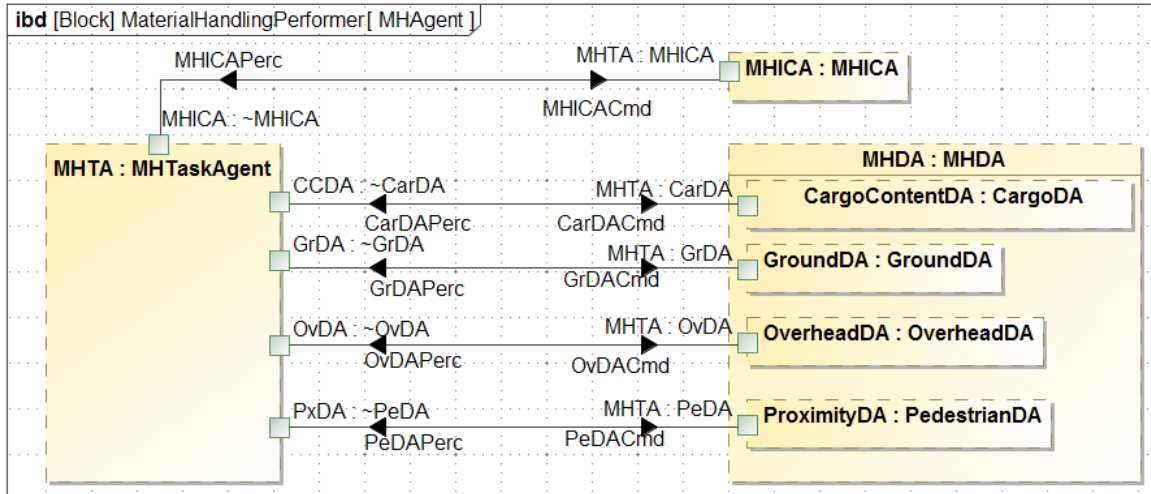 ibd [Block] MaterialHandlingPerformer[ MHAgent ]
MHICAPerc
MHTA : MHICA
MHICA : MHICA
MHICACmd
MHICA : ~MHICA
MHTA : MHTaskAgent
MHDA : MHDA
CCDA : ~CarDA
MHTA : CarDA
CargoContentDA : CargoDA
CarDAPerc
CarDACmd
GrDA : ~GrDA
MHTA : GrDA
GroundDA : GroundDA
GrDAPerc
GrDACmd
OvDA : ~OvDA
MHTA : OvDA
OverheadDA : OverheadDA
OvDAPerc
OvDACmd
PxDA : ~PeDA
MHTA : PeDA
ProximityDA : PedestrianDA
PeDAPerc
PeDACmd